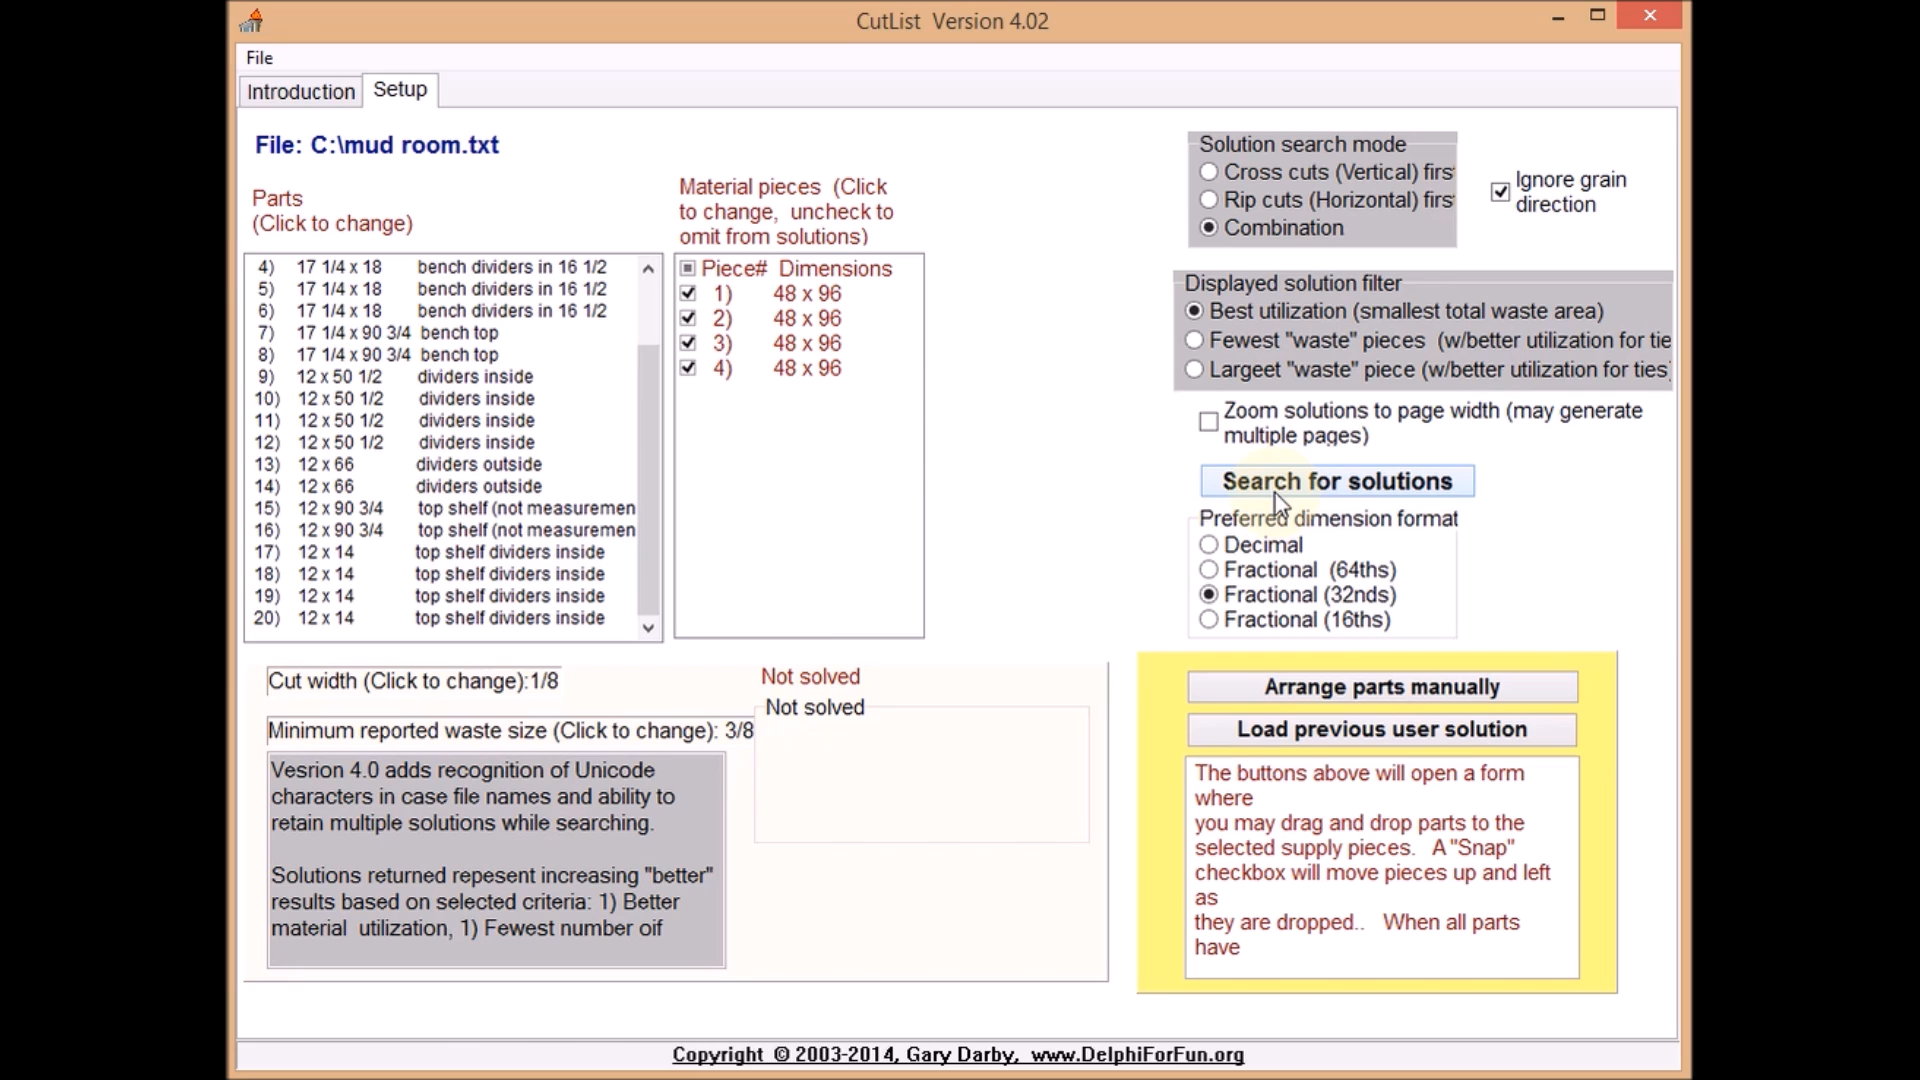 CutList Version 4.02
File
Introduction
Setup
File: C:\mud room.txt
Parts
(Click to change)
4) 17 1/4 x 18 bench dividers in 16 1/2
5) 17 1/4 x 18 bench dividers in 16 1/2
6) 17 1/4 x 18 bench dividers in 16 1/2
7) 17 1/4 x 90 3/4 bench top
8) 17 1/4 x 90 3/4 bench top
9) 12 x 50 1/2 dividers inside
10) 12 x 50 1/2 dividers inside
11) 12 x 50 1/2 dividers inside
12) 12 x 50 1/2 dividers inside
13) 12 x 66 dividers outside
14) 12 x 66 dividers outside
15) 12 x 90 3/4 top shelf (not measuremen
16) 12 x 90 3/4 top shelf (not measuremen
17) 12 x 14 top shelf dividers inside
18) 12 x 14 top shelf dividers inside
19) 12 x 14 top shelf dividers inside
20) 12 x 14 top shelf dividers inside
Material pieces (Click
to change, uncheck to
omit from solutions)
Piece# Dimensions
1) 48 x 96
2) 48 x 96
3) 48 x 96
4) 48 x 96
Solution search mode
Cross cuts (Vertical) firs
Rip cuts (Horizontal) firs
Combination
Ignore grain
direction
Displayed solution filter
Best utilization (smallest total waste area)
Fewest "waste" pieces (w/better utilization for tie
Largeet "waste" piece (w/better utilization for ties
Zoom solutions to page width (may generate
multiple pages)
Search for solutions
Preferred dimension format
Decimal
Fractional (64ths)
Fractional (32nds)
Fractional (16ths)
Cut width (Click to change):1/8
Minimum reported waste size (Click to change): 3/8
Vesrion 4.0 adds recognition of Unicode
characters in case file names and ability to
retain multiple solutions while searching.
Solutions returned repesent increasing "better"
results based on selected criteria: 1) Better
material utilization, 1) Fewest number oif
Not solved
Not solved
Arrange parts manually
Load previous user solution
The buttons above will open a form
where
you may drag and drop parts to the
selected supply pieces. A "Snap"
checkbox will move pieces up and left
as
they are dropped.. When all parts
have
Copyright © 2003-2014, Gary Darby, www.DelphiForFun.org